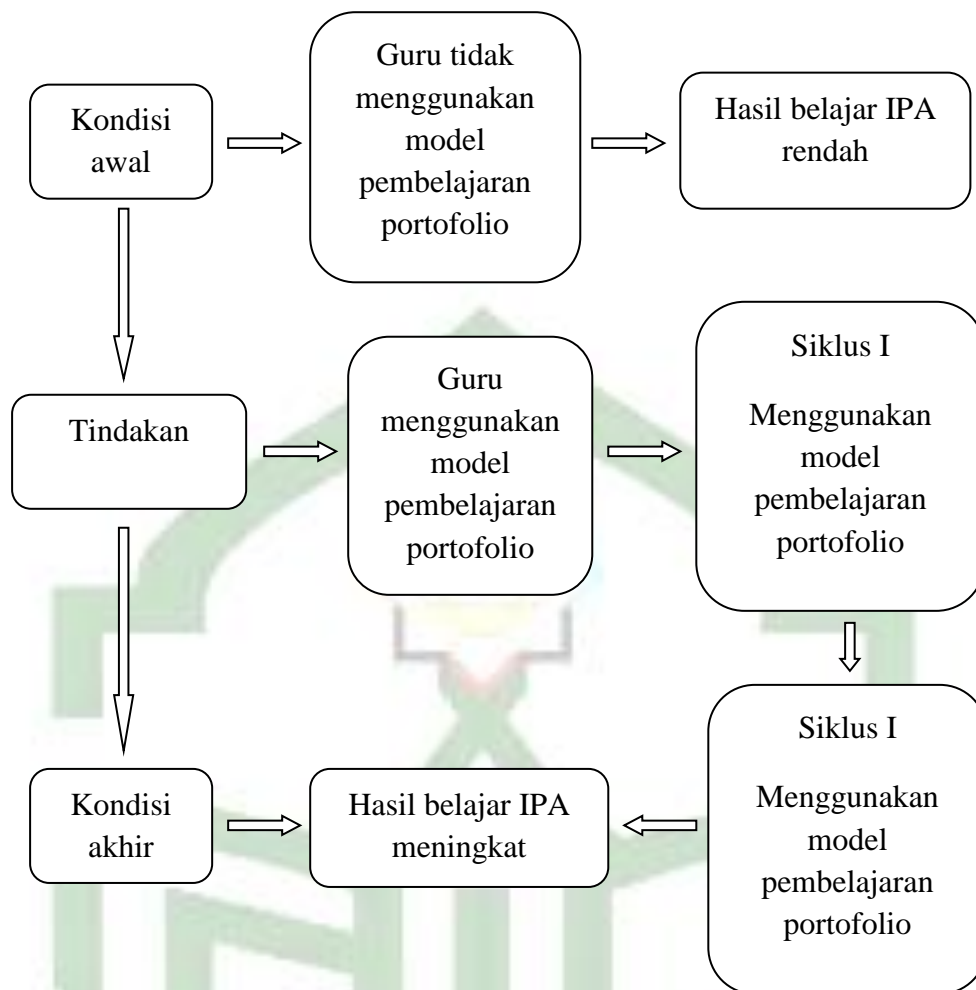 Kondisi
awal
Guru tidak
menggunakan
model
pembelajaran
portofolio
Hasil belajar IPA
rendah
Tindakan
Guru
menggunakan
model
pembelajaran
portofolio
Siklus I
Menggunakan
model
pembelajaran
portofolio
Kondisi
akhir
Hasil belajar IPA
meningkat
Siklus I
Menggunakan
model
pembelajaran
portofolio